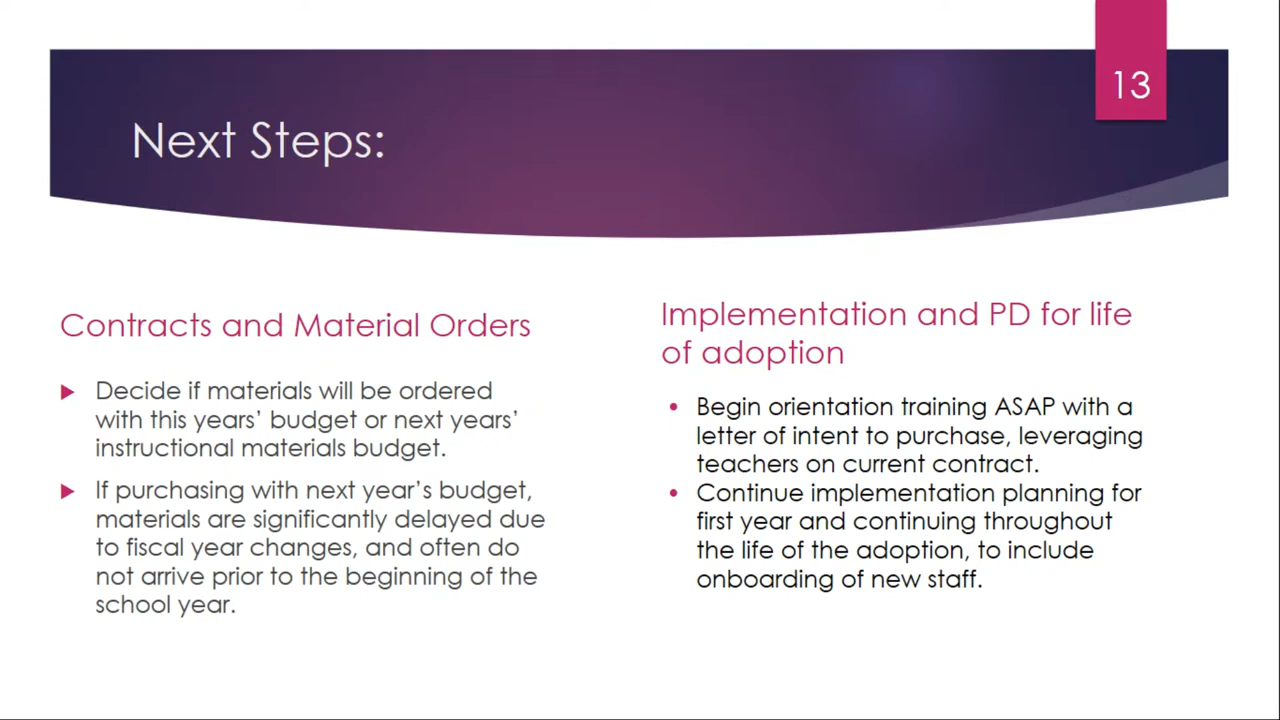 13
Next Steps:
Contracts and Material Orders
Decide if materials will be ordered
with this years’ budget or next years’
instructional materials budget.
If purchasing with next year’s budget,
materials are significantly delayed due
to fiscal year changes, and often do
not arrive prior to the beginning of the
school year.
Implementation and PD for life
of adoption
Begin orientation training ASAP with a
letter of intent to purchase, leveraging
teachers on current contract.
Continue implementation planning for
first year and continuing throughout
the life of the adoption, to include
onboarding of new staff.